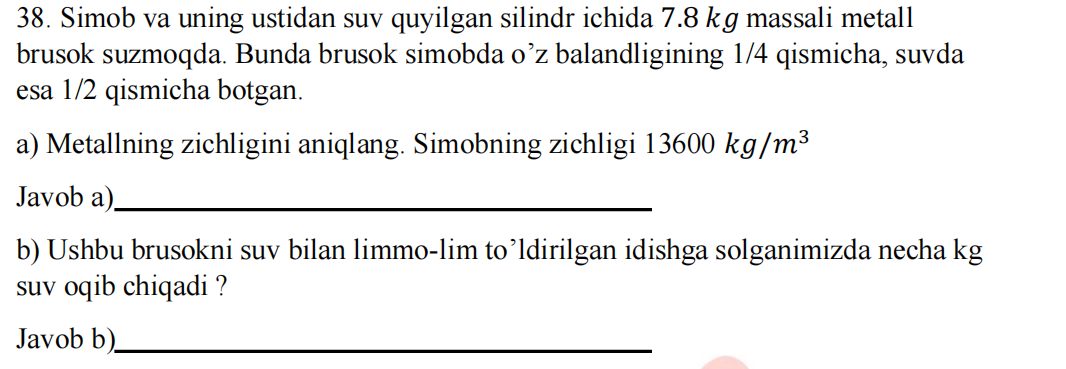 38. Simob va uning ustidan suv quyilgan silindr ichida 7.8 kg massali metall
brusok suzmoqda. Bunda brusok simobda o’z balandligining 1/4 qismicha, suvda
esa 1/2 qismicha botgan.
a) Metallning zichligini aniqlang. Simobning zichligi 13600 kg/m³
Javob a)
b) Ushbu brusokni suv bilan limmo-lim to’ldirilgan idishga solganimizda necha kg
suv oqib chiqadi ?
Javob b)